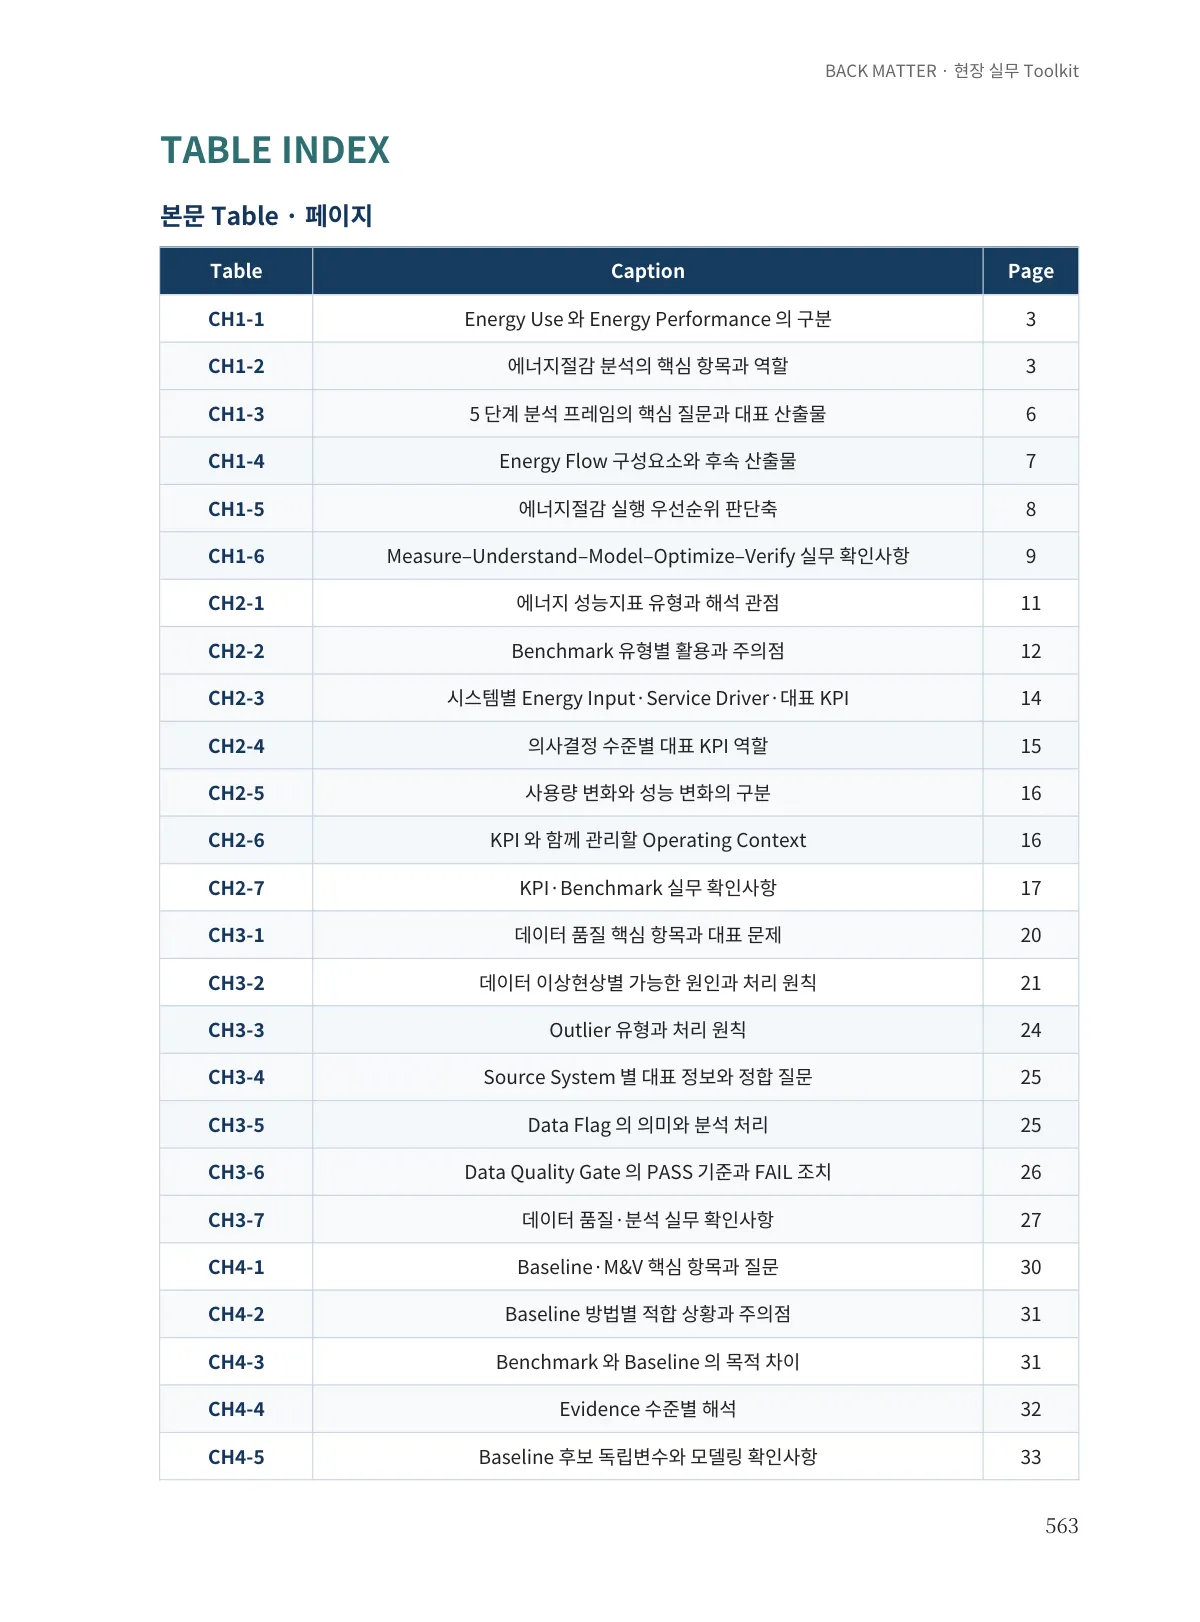 BACK MATTER · 현장 실무 Toolkit
TABLE INDEX
본문 Table · 페이지
Table Caption Page
CH1-1 Energy Use 와 Energy Performance 의 구분 3
CH1-2 에너지절감 분석의 핵심 항목과 역할 3
CH1-3 5 단계 분석 프레임의 핵심 질문과 대표 산출물 6
CH1-4 Energy Flow 구성요소와 후속 산출물 7
CH1-5 에너지절감 실행 우선순위 판단축 8
CH1-6 Measure–Understand–Model–Optimize–Verify 실무 확인사항 9
CH2-1 에너지 성능지표 유형과 해석 관점 11
CH2-2 Benchmark 유형별 활용과 주의점 12
CH2-3 시스템별 Energy Input·Service Driver·대표 KPI 14
CH2-4 의사결정 수준별 대표 KPI 역할 15
CH2-5 사용량 변화와 성능 변화의 구분 16
CH2-6 KPI 와 함께 관리할 Operating Context 16
CH2-7 KPI·Benchmark 실무 확인사항 17
CH3-1 데이터 품질 핵심 항목과 대표 문제 20
CH3-2 데이터 이상현상별 가능한 원인과 처리 원칙 21
CH3-3 Outlier 유형과 처리 원칙 24
CH3-4 Source System 별 대표 정보와 정합 질문 25
CH3-5 Data Flag 의 의미와 분석 처리 25
CH3-6 Data Quality Gate 의 PASS 기준과 FAIL 조치 26
CH3-7 데이터 품질·분석 실무 확인사항 27
CH4-1 Baseline·M&V 핵심 항목과 질문 30
CH4-2 Baseline 방법별 적합 상황과 주의점 31
CH4-3 Benchmark 와 Baseline 의 목적 차이 31
CH4-4 Evidence 수준별 해석 32
CH4-5 Baseline 후보 독립변수와 모델링 확인사항 33
563